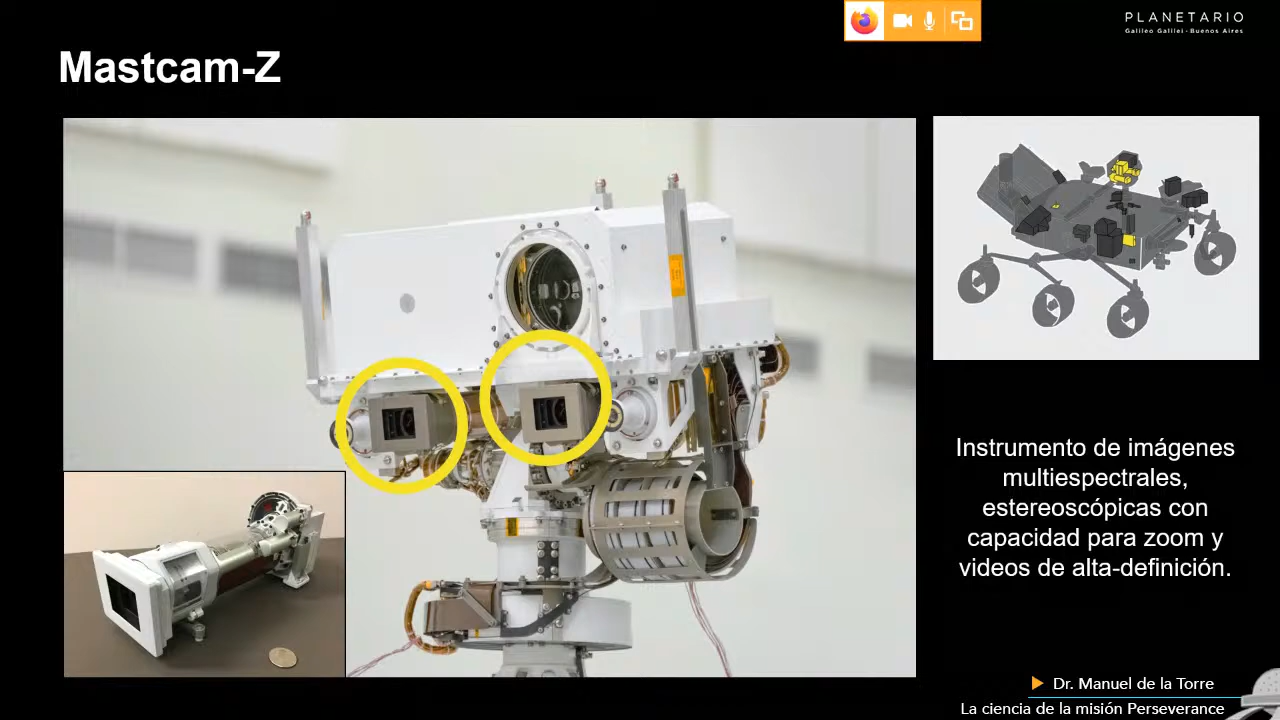 PLANETARIO
Galileo Galilei - Buenos Aires
Mastcam-Z
Instrumento de imágenes
multiespectrales,
estereoscópicas con
capacidad para zoom y
videos de alta-definición.
Dr. Manuel de la Torre
La ciencia de la misión Perseverance